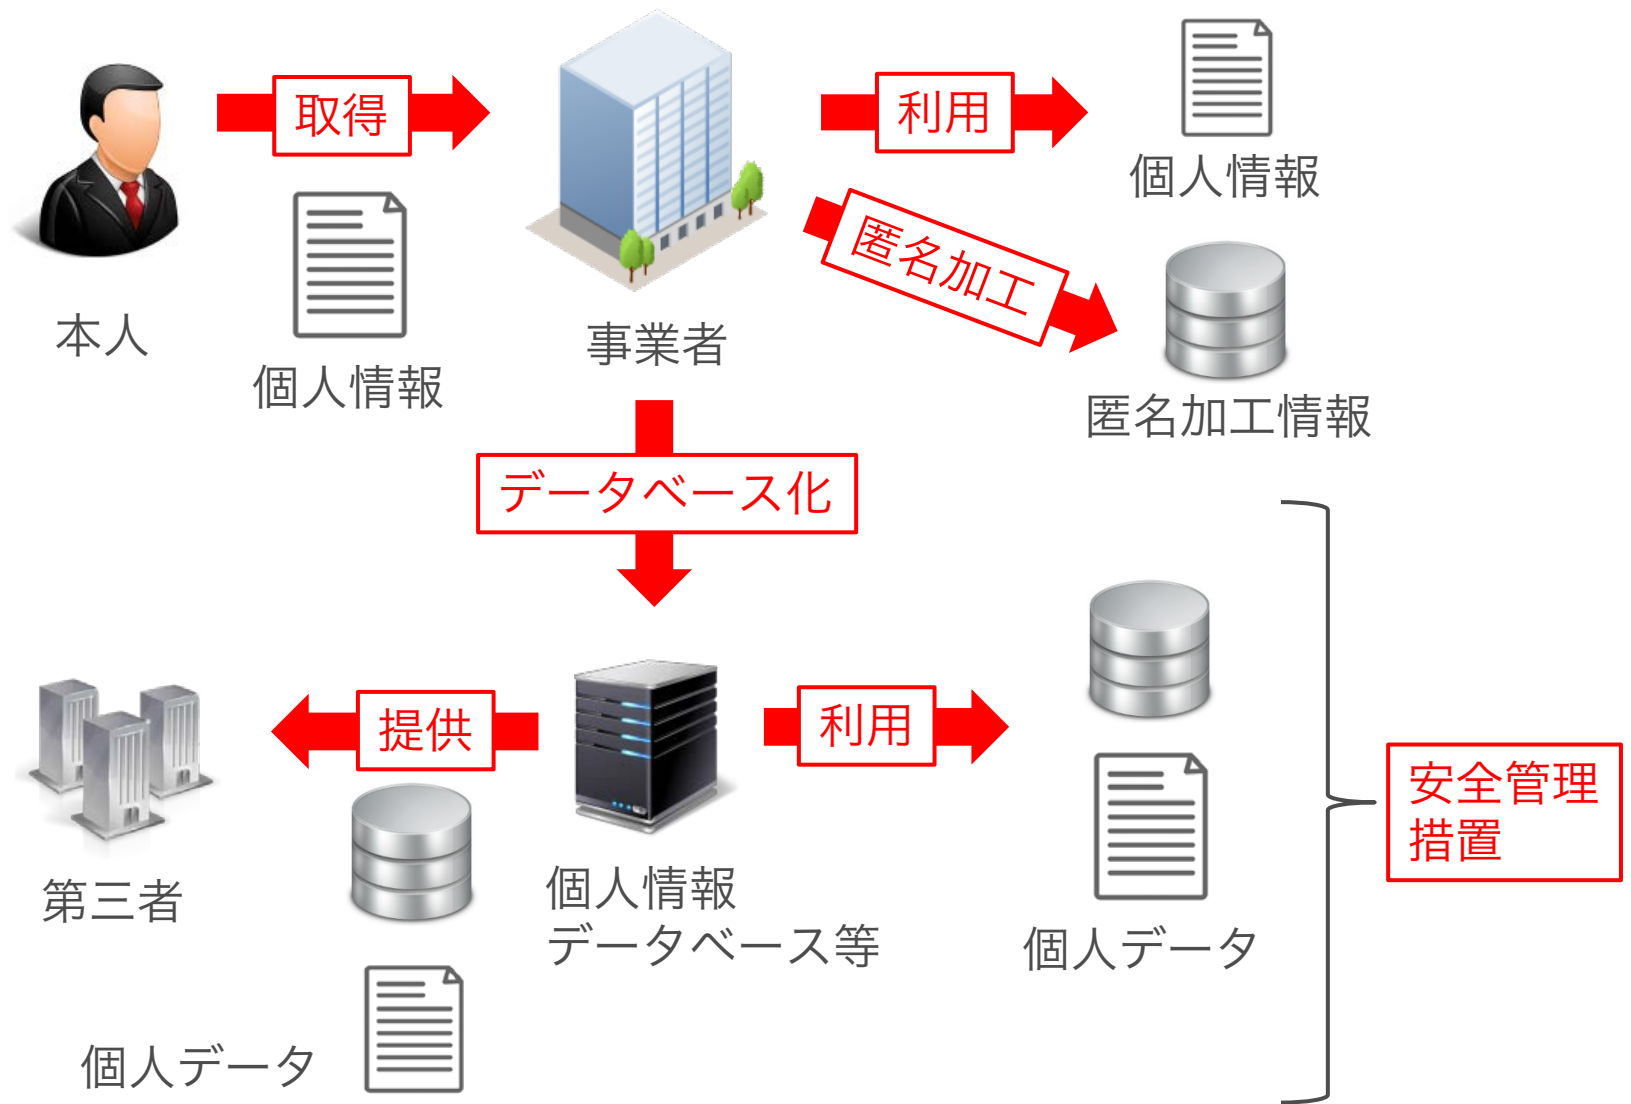 取得
利用
個人情報
匿名加工
本人
個人情報
事業者
匿名加工情報
データベース化
提供
利用
安全管理
措置
第三者
個人情報
データベース等
個人データ
個人データ